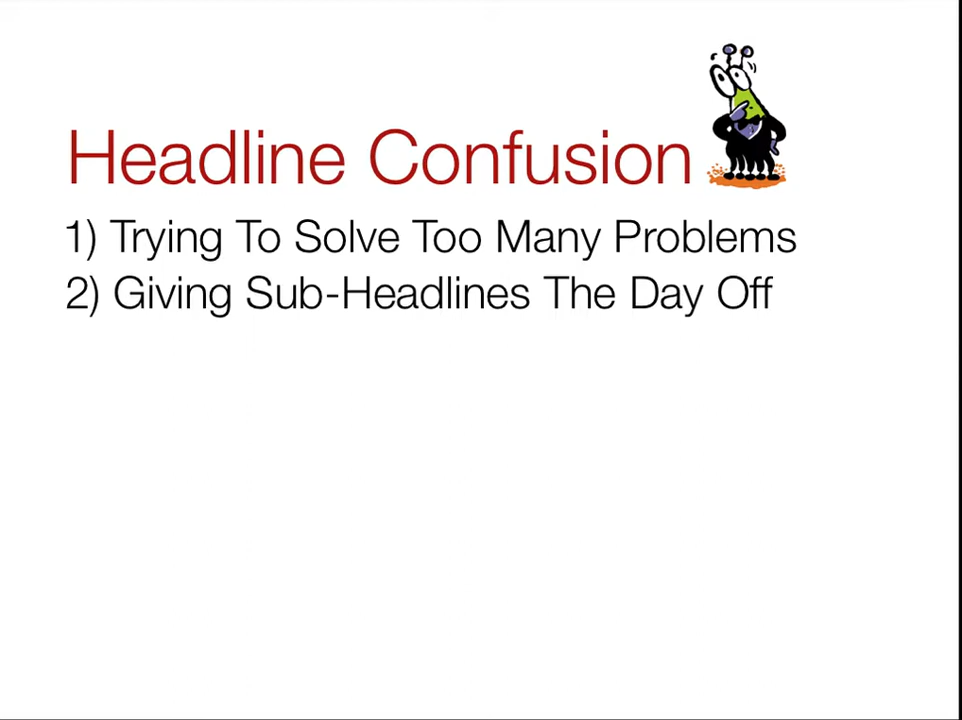 Headline Confusion
1) Trying To Solve Too Many Problems
2) Giving Sub-Headlines The Day Off